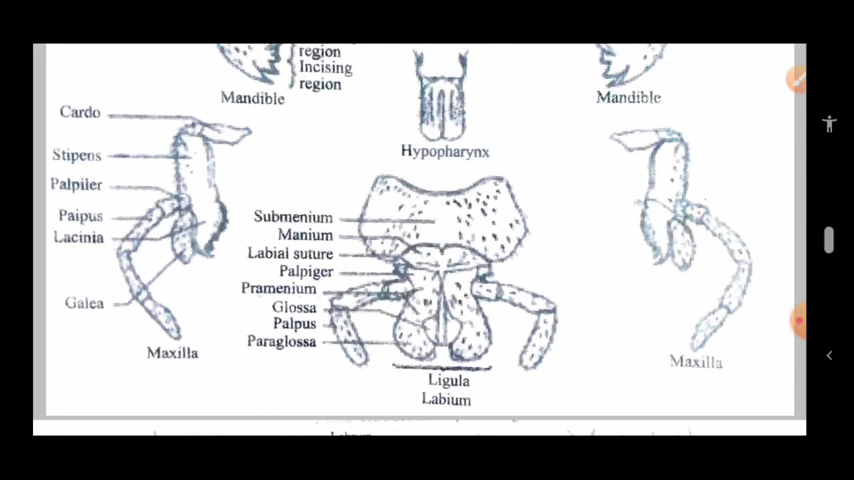 region
Incising
region
Mandible
Mandible
Cardo
Stipens
Palpiler
Paipus
Lacinia
Galea
Maxilla
Hypopharynx
Submenium
Manium
Labial suture
Palpiger
Pramenium
Glossa
Palpus
Paraglossa
Ligula
Labium
Maxilla